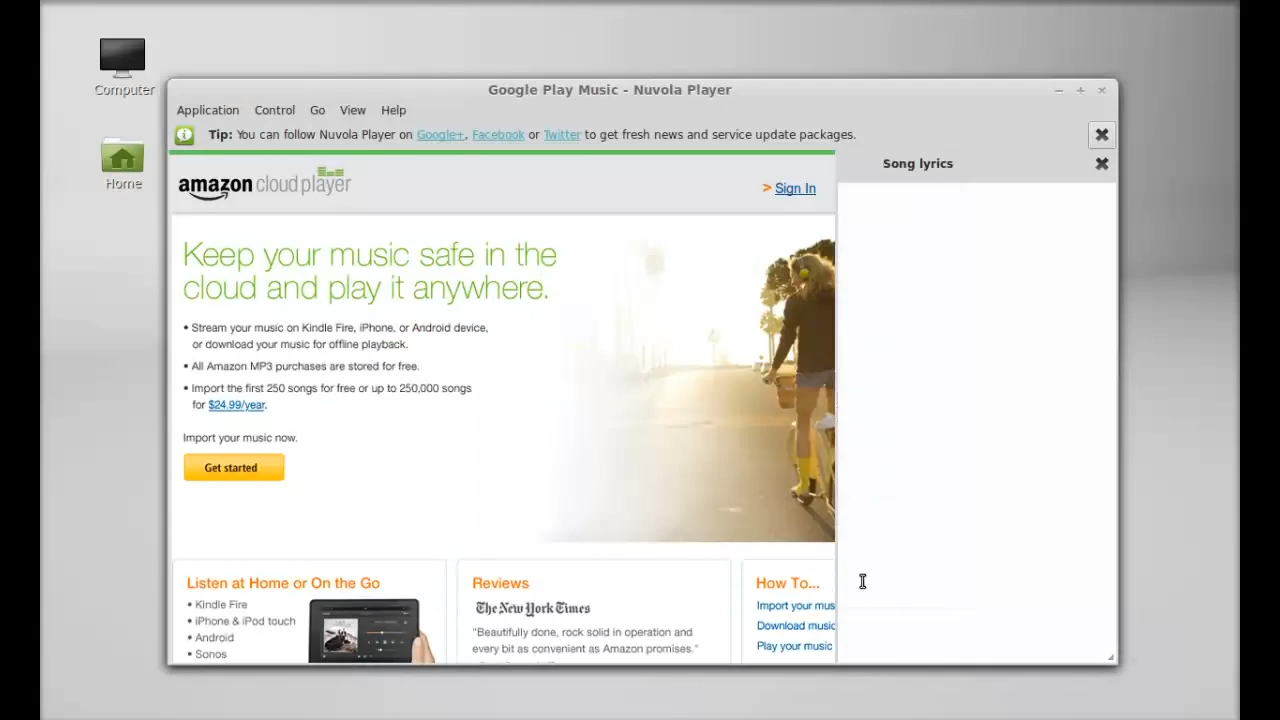 Computer
Home
Google Play Music - Nuvola Player
Application Control Go View Help
Tip: You can follow Nuvola Player on Google+, Facebook or Twitter to get fresh news and service update packages.
Song lyrics
amazon cloud player
> Sign In
Keep your music safe in the
cloud and play it anywhere.
• Stream your music on Kindle Fire, iPhone, or Android device,
or download your music for offline playback.
• All Amazon MP3 purchases are stored for free.
• Import the first 250 songs for free or up to 250,000 songs
for $24.99/year.
Import your music now.
Get started
Listen at Home or On the Go
• Kindle Fire
• iPhone & iPod touch
• Android
• Sonos
Reviews
The New York Times
"Beautifully done, rock solid in operation and
every bit as convenient as Amazon promises."
How To...
Import your mus
Download music
Play your music